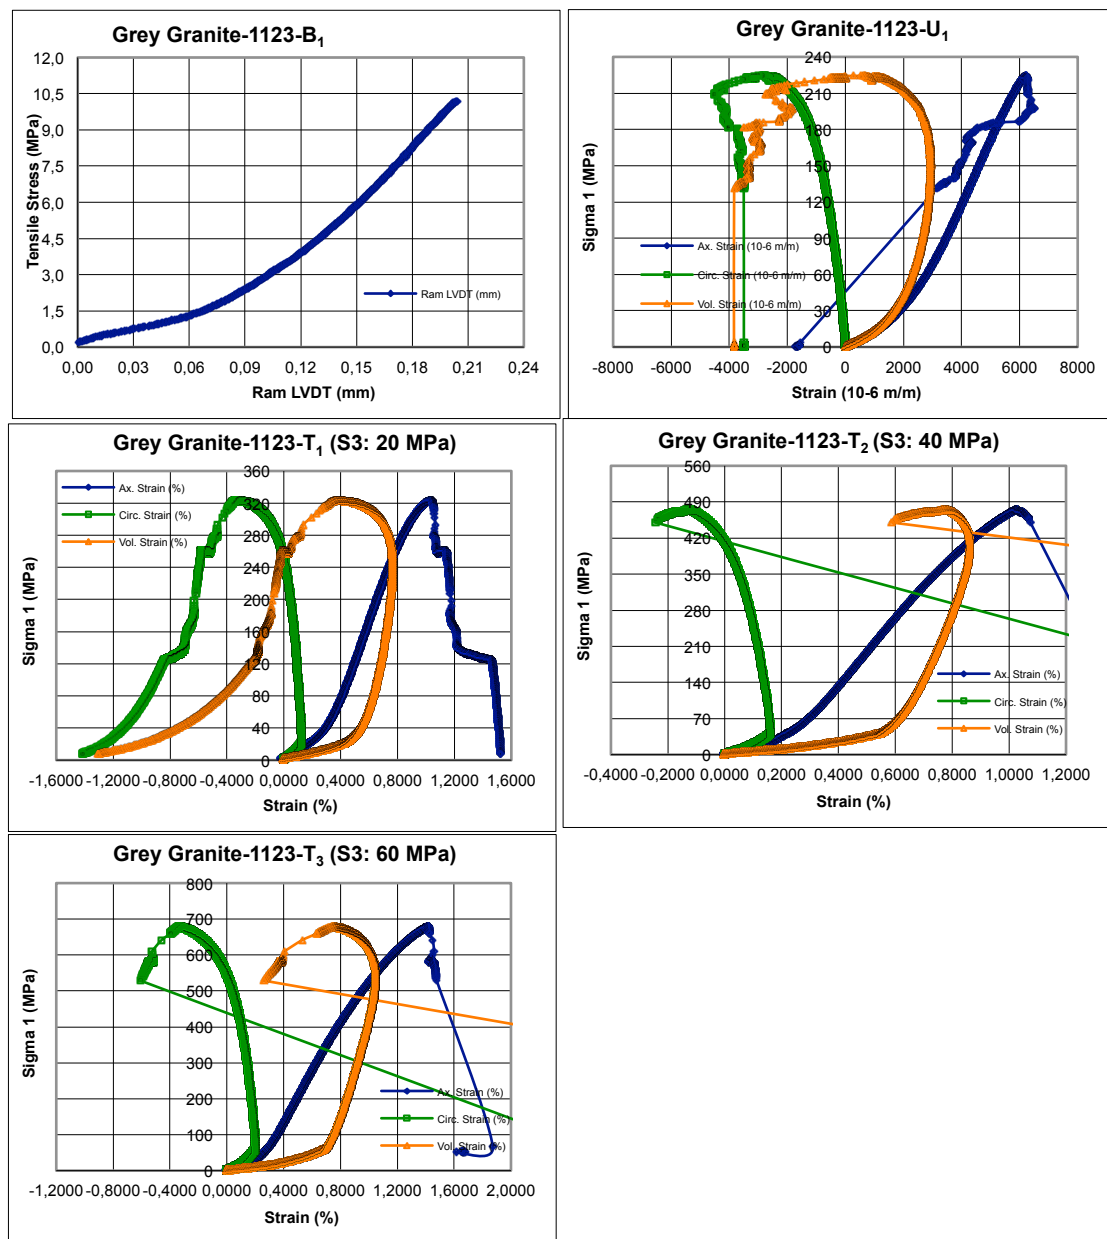 Grey Granite-1123-B1
Tensile Stress (MPa)
12,0
10,5
9,0
7,5
6,0
4,5
3,0
1,5
0,0
Ram LVDT (mm)
0,00 0,03 0,06 0,09 0,12 0,15 0,18 0,21 0,24
Ram LVDT (mm)
Grey Granite-1123-U1
Sigma 1 (MPa)
240
210
180
150
120
90
60
30
0
Ax. Strain (10-6 m/m)
Circ. Strain (10-6 m/m)
Vol. Strain (10-6 m/m)
-8000 -6000 -4000 -2000 0 2000 4000 6000 8000
Strain (10-6 m/m)
Grey Granite-1123-T1 (S3: 20 MPa)
Sigma 1 (MPa)
360
320
280
240
200
160
120
80
40
0
Ax. Strain (%)
Circ. Strain (%)
Vol. Strain (%)
-1,6000 -1,2000 -0,8000 -0,4000 0,0000 0,4000 0,8000 1,2000 1,6000
Strain (%)
Grey Granite-1123-T2 (S3: 40 MPa)
Sigma 1 (MPa)
560
490
420
350
280
210
140
70
0
Ax. Strain (%)
Circ. Strain (%)
Vol. Strain (%)
-0,4000 -0,2000 0,0000 0,2000 0,4000 0,6000 0,8000 1,0000 1,2000
Strain (%)
Grey Granite-1123-T3 (S3: 60 MPa)
Sigma 1 (MPa)
800
700
600
500
400
300
200
100
0
Ax. Strain (%)
Circ. Strain (%)
Vol. Strain (%)
-1,2000 -0,8000 -0,4000 0,0000 0,4000 0,8000 1,2000 1,6000 2,0000
Strain (%)